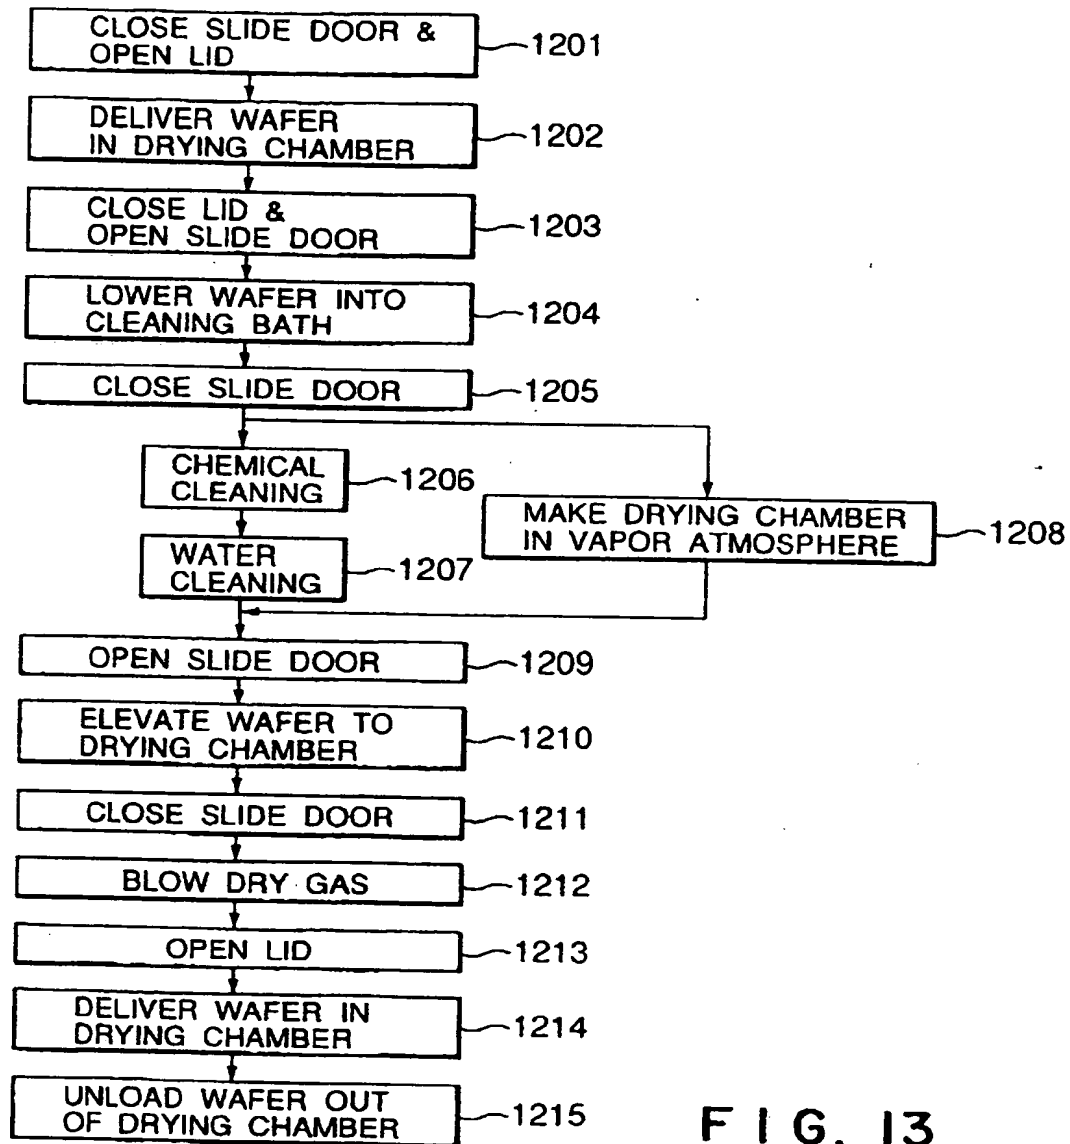 CLOSE SLIDE DOOR &
OPEN LID
1201
DELIVER WAFER
IN DRYING CHAMBER
1202
CLOSE LID &
OPEN SLIDE DOOR
1203
LOWER WAFER INTO
CLEANING BATH
1204
CLOSE SLIDE DOOR
1205
CHEMICAL
CLEANING
1206
WATER
CLEANING
1207
MAKE DRYING CHAMBER
IN VAPOR ATMOSPHERE
1208
OPEN SLIDE DOOR
1209
ELEVATE WAFER TO
DRYING CHAMBER
1210
CLOSE SLIDE DOOR
1211
BLOW DRY GAS
1212
OPEN LID
1213
DELIVER WAFER IN
DRYING CHAMBER
1214
UNLOAD WAFER OUT
OF DRYING CHAMBER
1215
FIG. 13